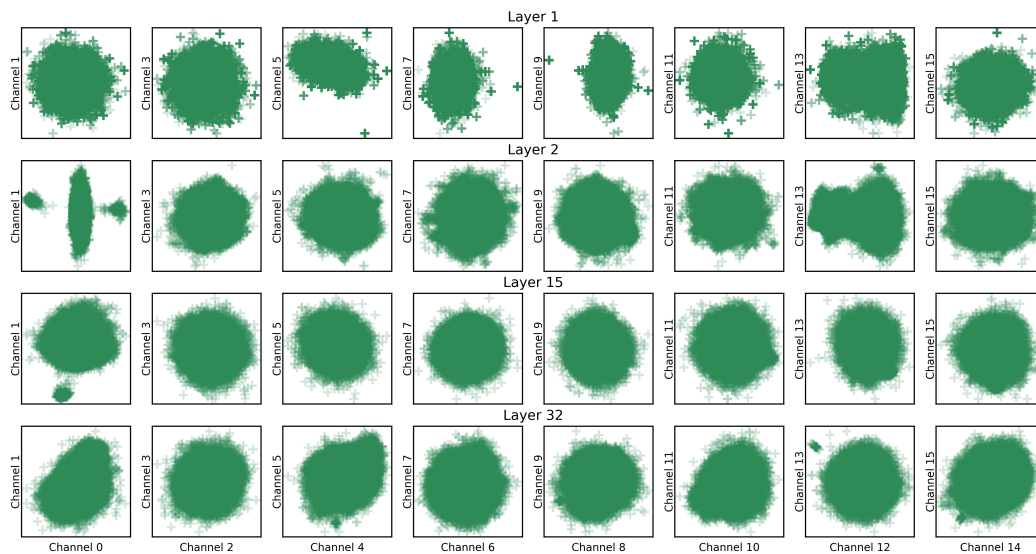 Layer 1
Channel 1
Channel 3
Channel 5
Channel 7
Channel 9
Channel 11
Channel 13
Channel 15
Layer 2
Channel 1
Channel 3
Channel 5
Channel 7
Channel 9
Channel 11
Channel 13
Channel 15
Layer 15
Channel 1
Channel 3
Channel 5
Channel 7
Channel 9
Channel 11
Channel 13
Channel 15
Layer 32
Channel 1
Channel 3
Channel 5
Channel 7
Channel 9
Channel 11
Channel 13
Channel 15
Channel 0
Channel 2
Channel 4
Channel 6
Channel 8
Channel 10
Channel 12
Channel 14